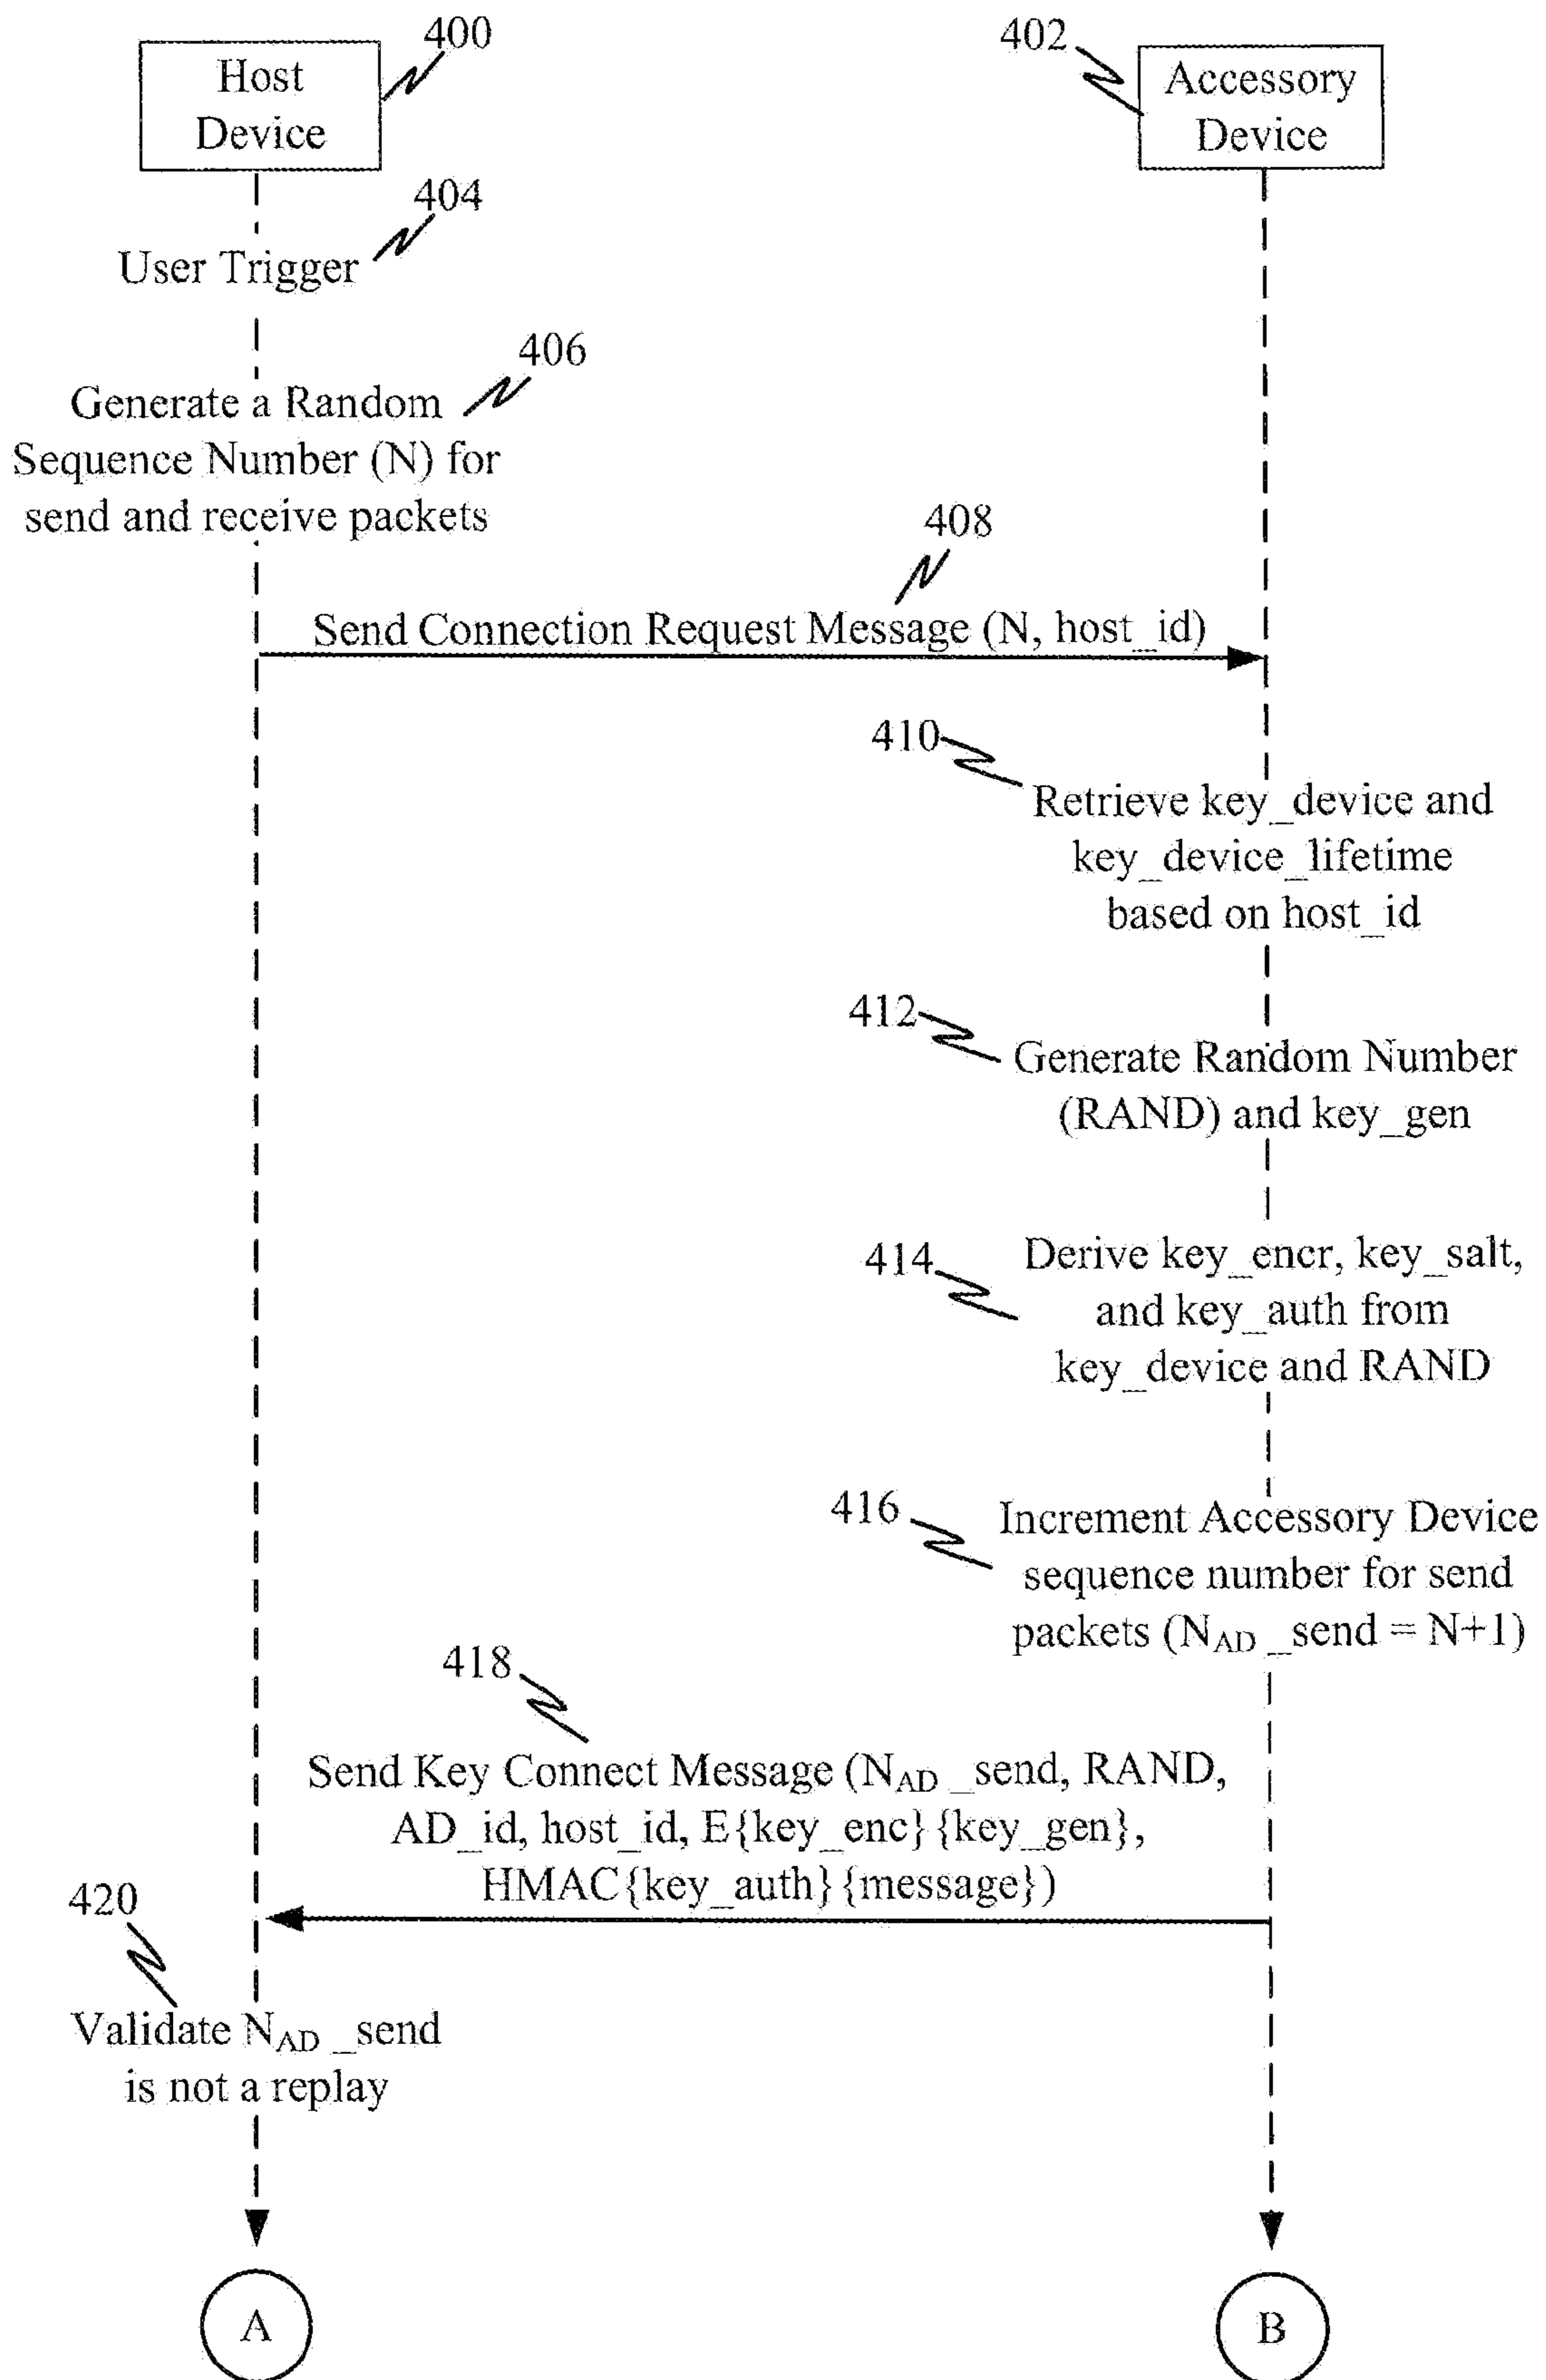 400
402
Host
Device
Accessory
Device
404
User Trigger
406
Generate a Random
Sequence Number (N) for
send and receive packets
408
Send Connection Request Message (N, host_id)
410
Retrieve key_device and
key_device_lifetime
based on host_id
412
Generate Random Number
(RAND) and key_gen
414
Derive key_encr, key_salt,
and key_auth from
key_device and RAND
416
Increment Accessory Device
sequence number for send
packets (NAD _send = N+1)
418
Send Key Connect Message (NAD _send, RAND,
AD_id, host_id, E{key_enc}{key_gen},
HMAC{key_auth}{message})
420
Validate NAD _send
is not a replay
A
B